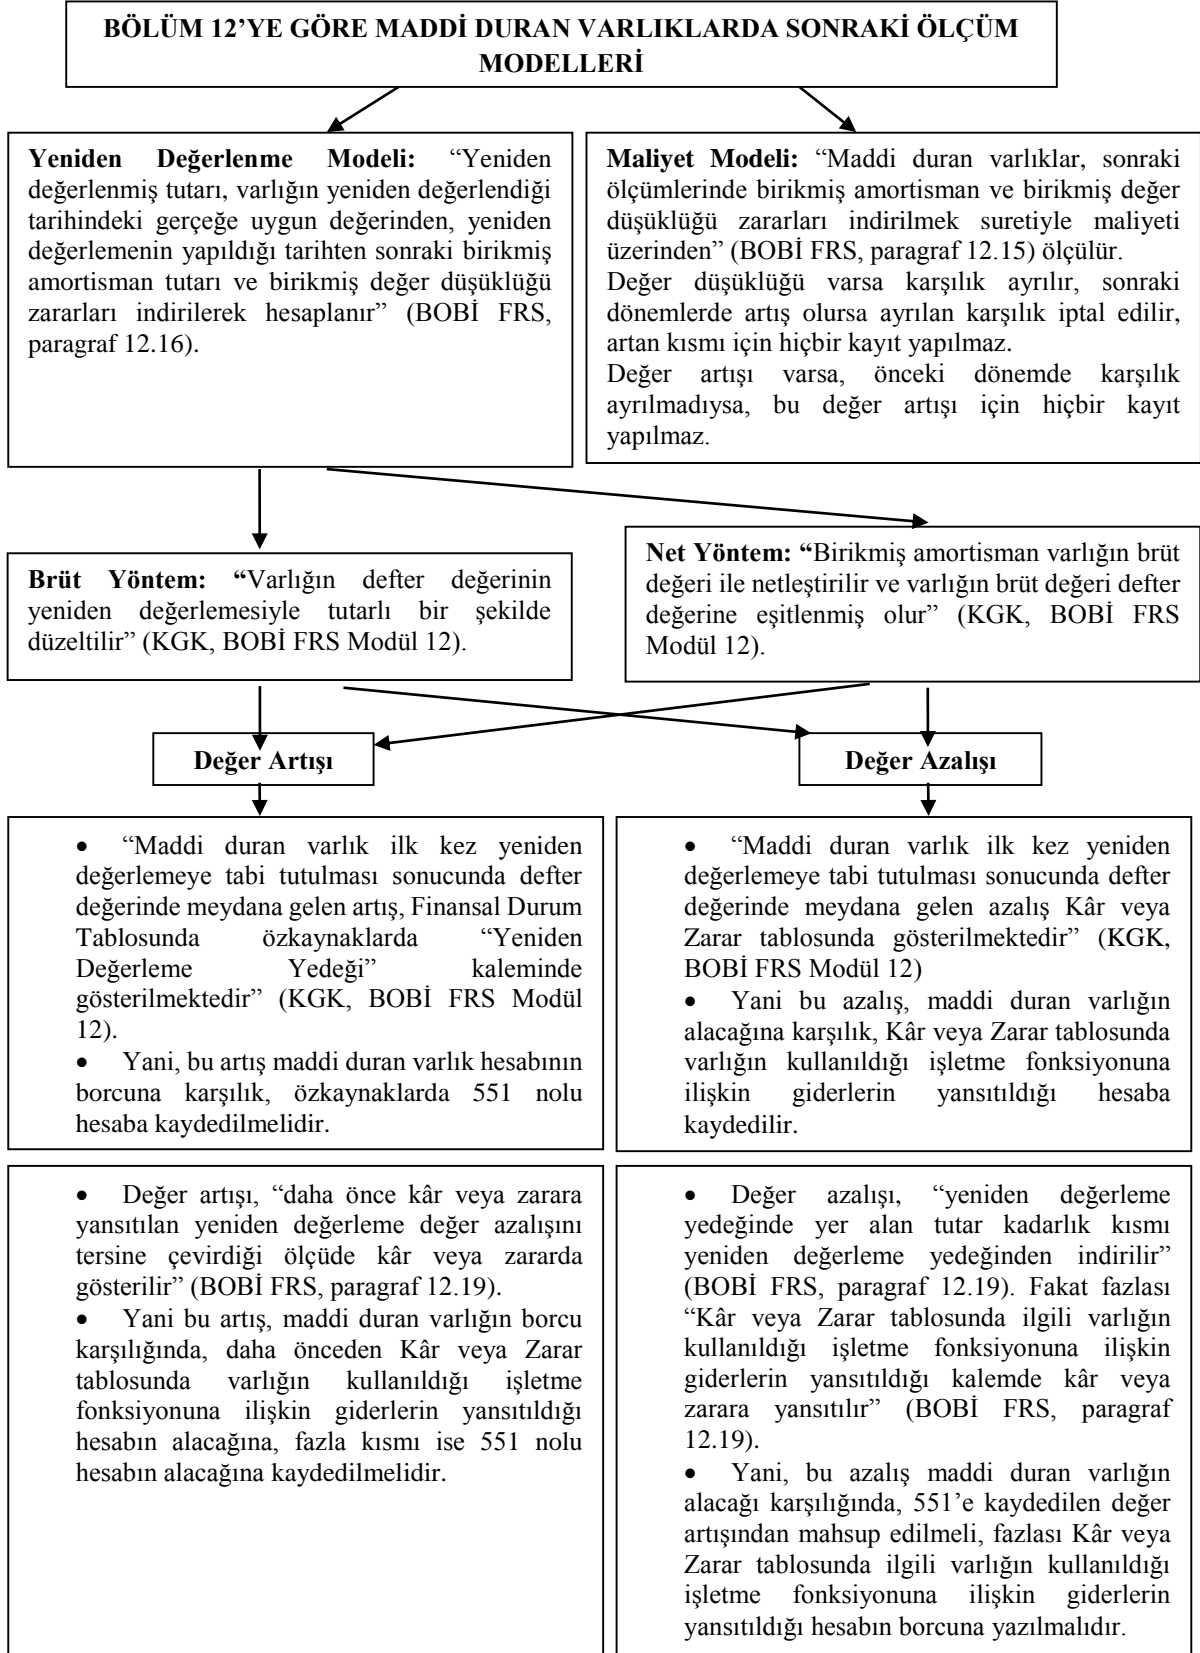 BÖLÜM 12’YE GÖRE MADDİ DURAN VARLIKLARDA SONRAKİ ÖLÇÜM
MODELLERİ
Yeniden Değerlenme Modeli: “Yeniden
değerlenmiş tutarı, varlığın yeniden değerlendiği
tarihindeki gerçeğe uygun değerinden, yeniden
değerlemenin yapıldığı tarihten sonraki birikmiş
amortisman tutarı ve birikmiş değer düşüklüğü
zararları indirilerek hesaplanır” (BOBİ FRS,
paragraf 12.16).
Maliyet Modeli: “Maddi duran varlıklar, sonraki
ölçümlerinde birikmiş amortisman ve birikmiş değer
düşüklüğü zararları indirilmek suretiyle maliyeti
üzerinden” (BOBİ FRS, paragraf 12.15) ölçülür.
Değer düşüklüğü varsa karşılık ayrılır, sonraki
dönemlerde artış olursa ayrılan karşılık iptal edilir,
artan kısmı için hiçbir kayıt yapılmaz.
Değer artışı varsa, önceki dönemde karşılık
ayrılmadıysa, bu değer artışı için hiçbir kayıt
yapılmaz.
Brüt Yöntem: “Varlığın defter değerinin
yeniden değerlemesiyle tutarlı bir şekilde
düzeltilir” (KGK, BOBİ FRS Modül 12).
Net Yöntem: “Birikmiş amortisman varlığın brüt
değeri ile netleştirilir ve varlığın brüt değeri defter
değerine eşitlenmiş olur” (KGK, BOBİ FRS
Modül 12).
Değer Artışı
Değer Azalışı
• “Maddi duran varlık ilk kez yeniden
değerlemeye tabi tutulması sonucunda defter
değerinde meydana gelen artış, Finansal Durum
Tablosunda özkaynaklarda “Yeniden
Değerleme Yedeği” kaleminde
gösterilmektedir” (KGK, BOBİ FRS Modül
12).
• Yani, bu artış maddi duran varlık hesabının
borcuna karşılık, özkaynaklarda 551 nolu
hesaba kaydedilmelidir.
• “Maddi duran varlık ilk kez yeniden
değerlemeye tabi tutulması sonucunda defter
değerinde meydana gelen azalış Kâr veya
Zarar tablosunda gösterilmektedir” (KGK,
BOBİ FRS Modül 12)
• Yani bu azalış, maddi duran varlığın
alacağına karşılık, Kâr veya Zarar tablosunda
varlığın kullanıldığı işletme fonksiyonuna
ilişkin giderlerin yansıtıldığı hesaba
kaydedilir.
• Değer artışı, “daha önce kâr veya zarara
yansıtılan yeniden değerleme değer azalışını
tersine çevirdiği ölçüde kâr veya zararda
gösterilir” (BOBİ FRS, paragraf 12.19).
• Yani bu artış, maddi duran varlığın borcu
karşılığında, daha önceden Kâr veya Zarar
tablosunda varlığın kullanıldığı işletme
fonksiyonuna ilişkin giderlerin yansıtıldığı
hesabın alacağına, fazla kısmı ise 551 nolu
hesabın alacağına kaydedilmelidir.
• Değer azalışı, “yeniden değerleme
yedeğinde yer alan tutar kadarlık kısmı
yeniden değerleme yedeğinden indirilir”
(BOBİ FRS, paragraf 12.19). Fakat fazlası
“Kâr veya Zarar tablosunda ilgili varlığın
kullanıldığı işletme fonksiyonuna ilişkin
giderlerin yansıtıldığı kalemde kâr veya
zarara yansıtılır” (BOBİ FRS, paragraf
12.19).
• Yani, bu azalış maddi duran varlığın
alacağı karşılığında, 551’e kaydedilen değer
artışından mahsup edilmeli, fazlası Kâr veya
Zarar tablosunda ilgili varlığın kullanıldığı
işletme fonksiyonuna ilişkin giderlerin
yansıtıldığı hesabın borcuna yazılmalıdır.